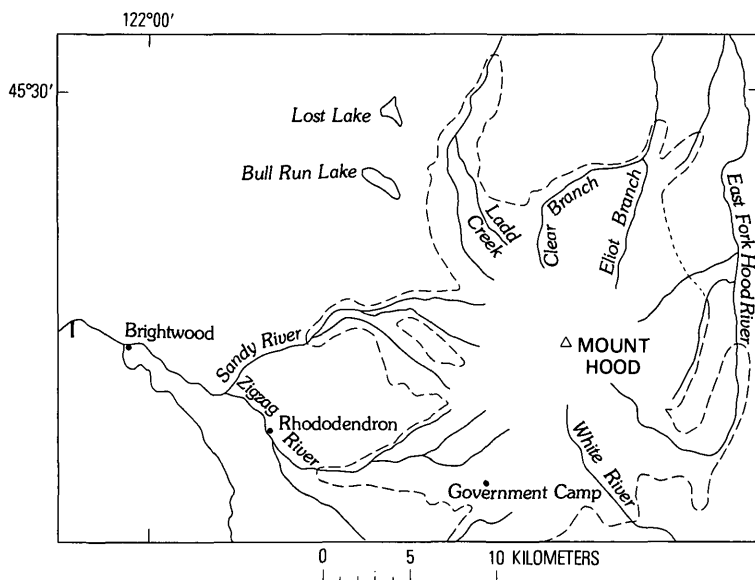 122°00'
45°30'
Lost Lake
Bull Run Lake
Ladd
Creek
Clear Branch
Eliot Branch
East Fork Hood River
Brightwood
Sandy River
MOUNT
HOOD
Zigzag
River
Rhododendron
White River
Government Camp
0 5 10 KILOMETERS